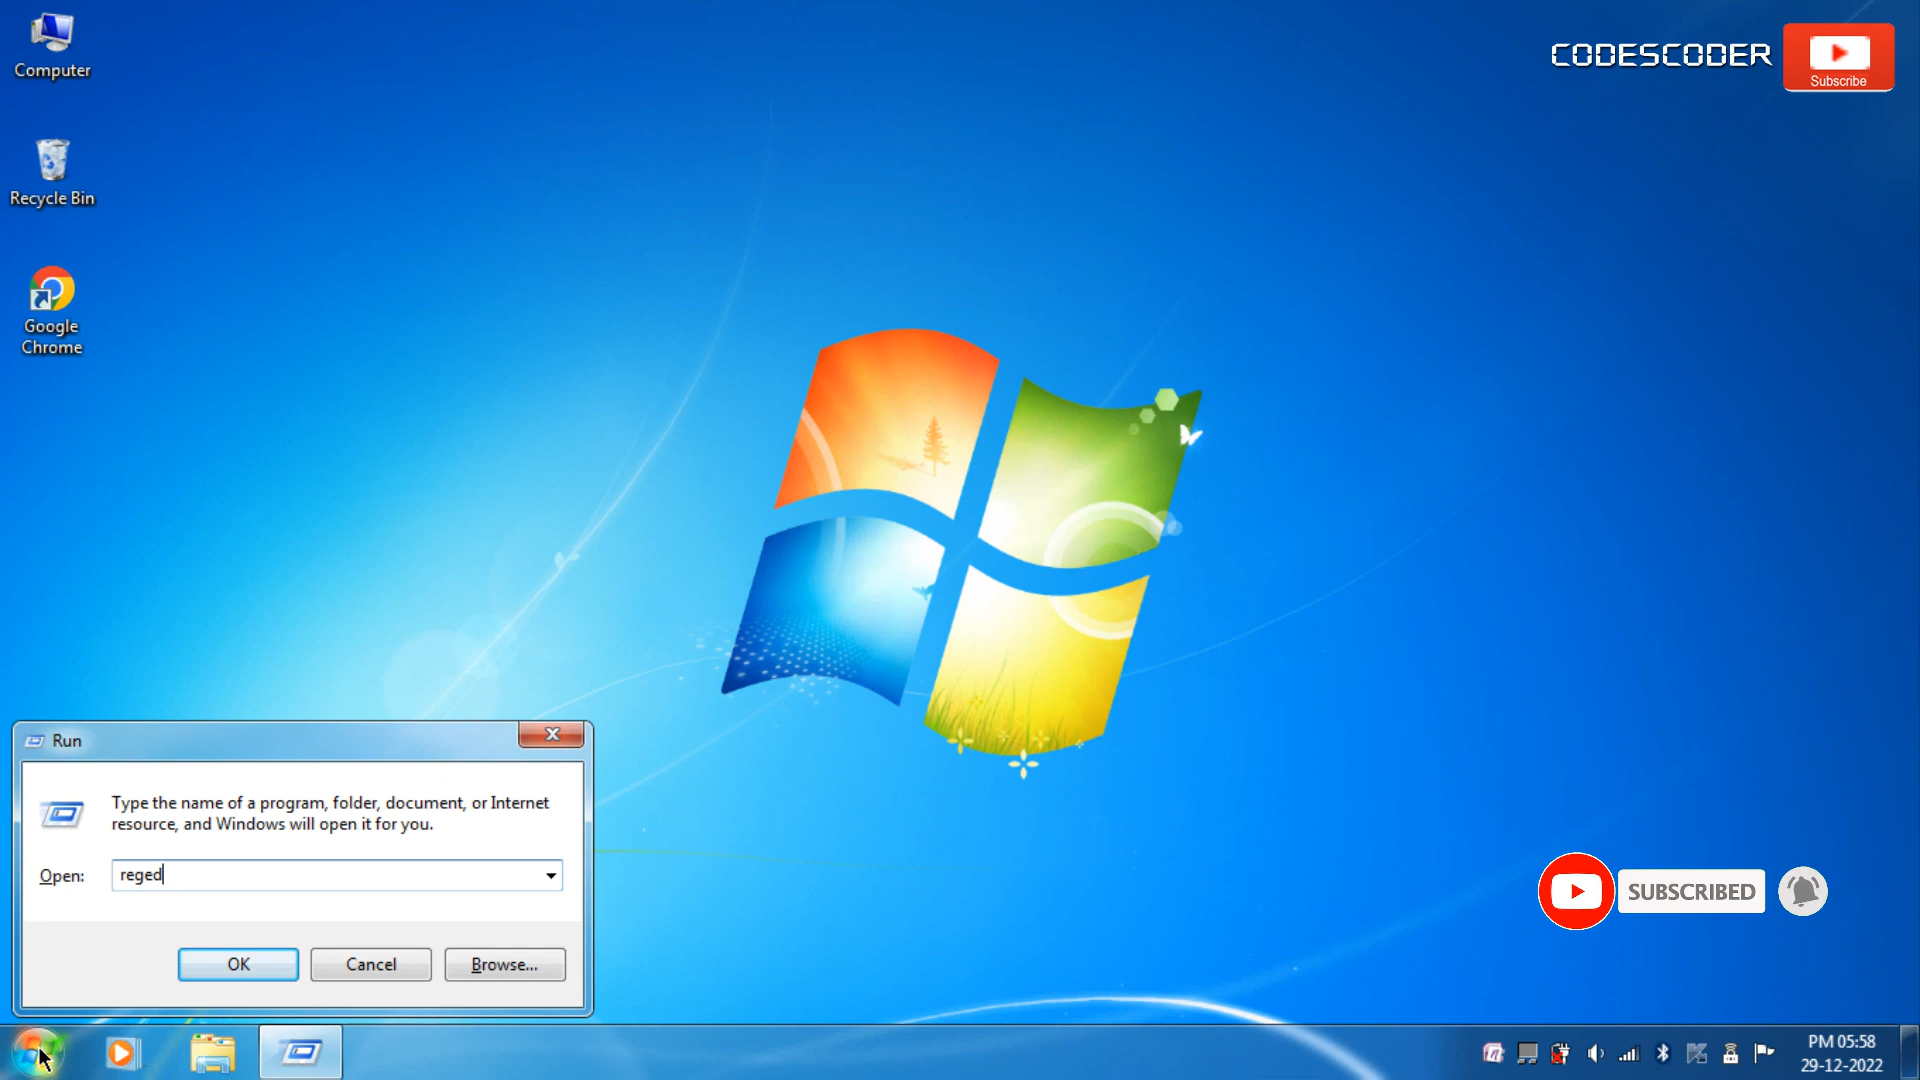 Computer
Recycle Bin
Google
Chrome
CODESCODER
Subscribe
Run
Type the name of a program, folder, document, or Internet
resource, and Windows will open it for you.
Open:
reged
OK
Cancel
Browse...
SUBSCRIBED
PM 05:58
29-12-2022